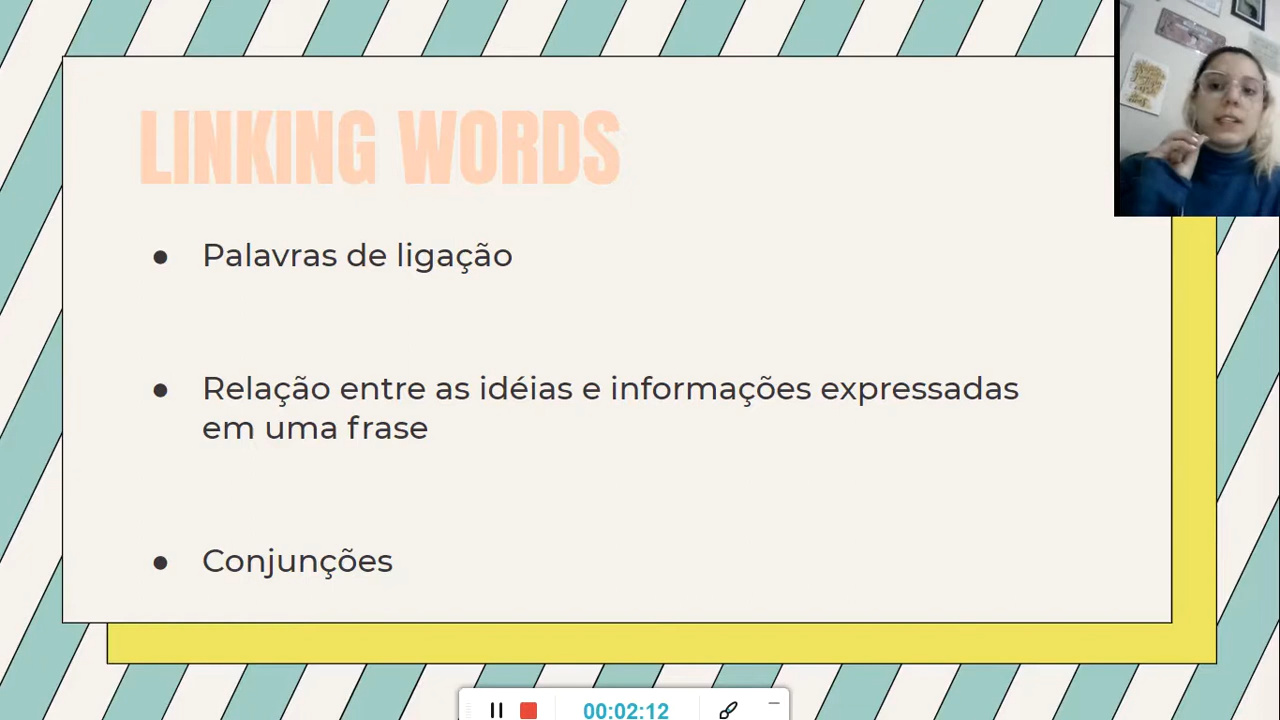 LINKING WORDS
● Palavras de ligação
● Relação entre as idéias e informações expressadas
em uma frase
● Conjunções
00:02:12